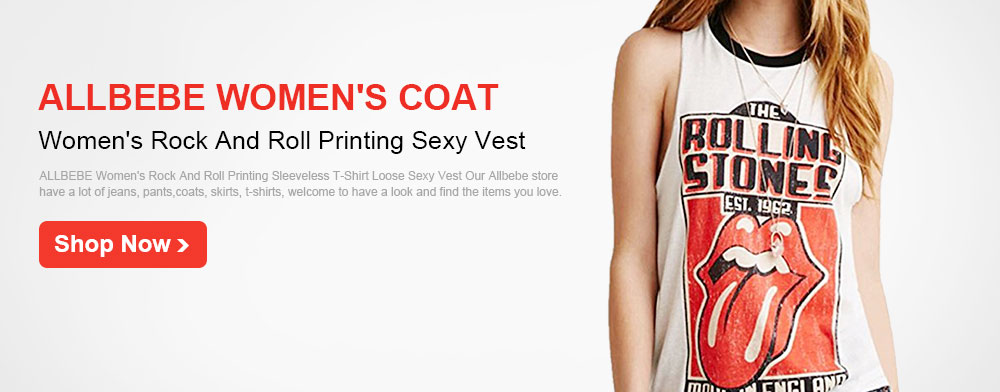 ALLBEBE WOMEN'S COAT
Women's Rock And Roll Printing Sexy Vest
ALLBEBE Women's Rock And Roll Printing Sleeveless T-Shirt Loose Sexy Vest Our Allbebe store
have a lot of jeans, pants,coats, skirts, t-shirts, welcome to have a look and find the items you love.
Shop Now
THE
ROLLING
STONES
EST. 1962
IN ENGLAND